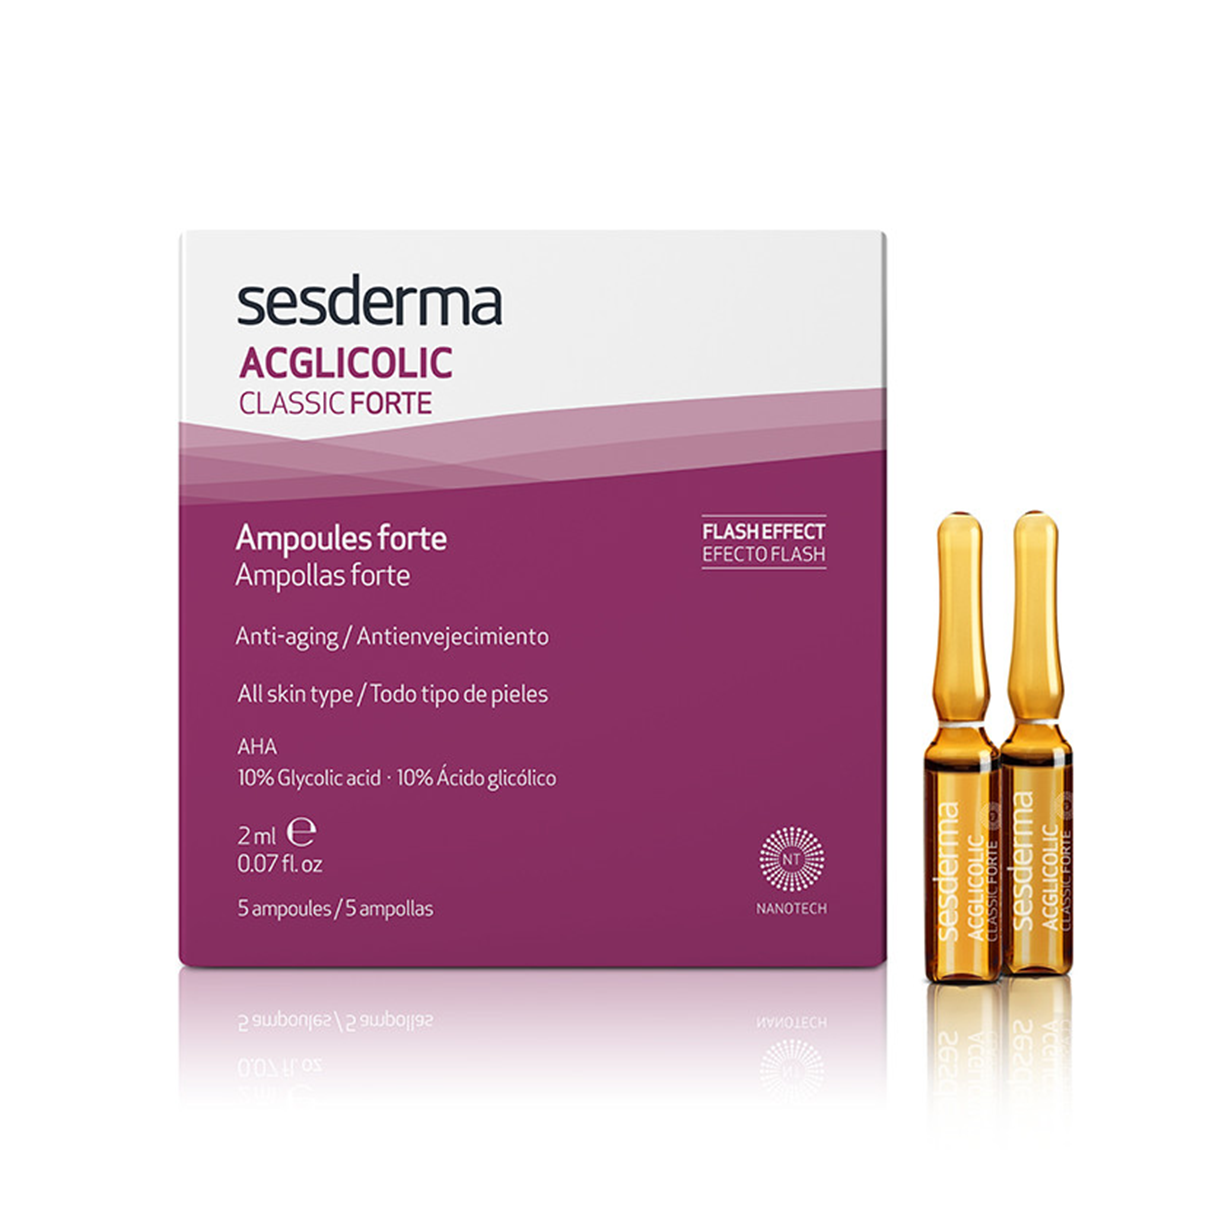 sesderma
ACGLICOLIC
CLASSIC FORTE
Ampoules forte
Ampollas forte
FLASH EFFECT
EFECTO FLASH
Anti-aging / Antienvejecimiento
All skin type / Todo tipo de pieles
AHA
10% Glycolic acid · 10% Ácido glicólico
2 ml ℮
0.07 fl. oz
5 ampoules / 5 ampollas
NT
NANOTECH
sesderma
ACGLICOLIC
CLASSIC FORTE
sesderma
ACGLICOLIC
CLASSIC FORTE